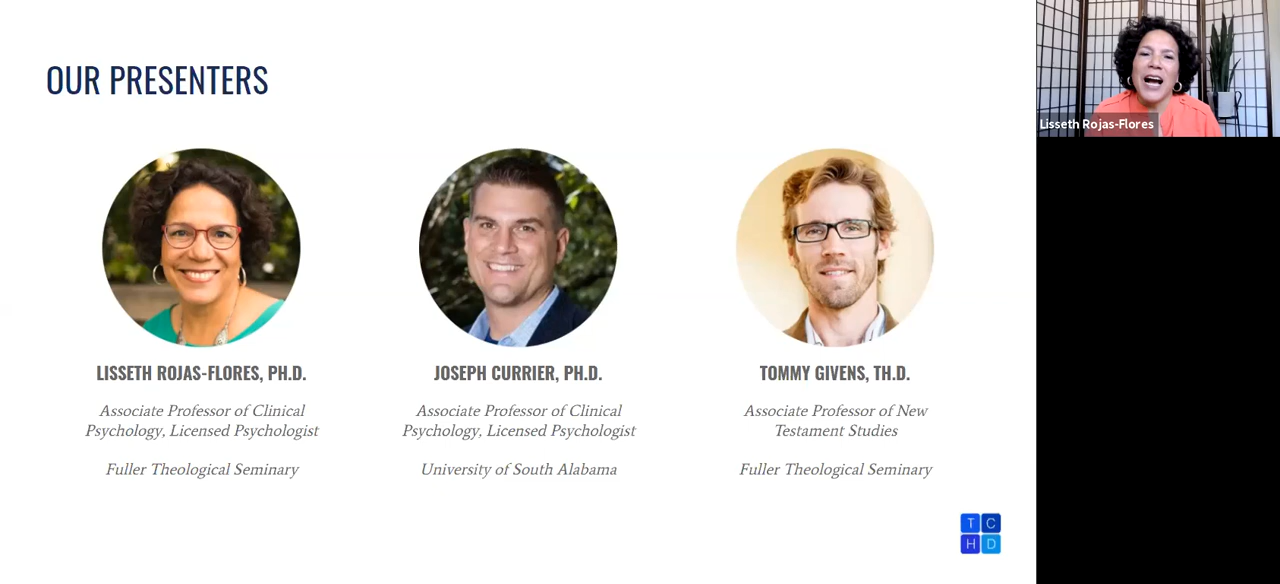 OUR PRESENTERS
Lisseth Rojas-Flores
LISSETH ROJAS-FLORES, PH.D.
Associate Professor of Clinical
Psychology, Licensed Psychologist
Fuller Theological Seminary
JOSEPH CURRIER, PH.D.
Associate Professor of Clinical
Psychology, Licensed Psychologist
University of South Alabama
TOMMY GIVENS, TH.D.
Associate Professor of New
Testament Studies
Fuller Theological Seminary
T C
H D